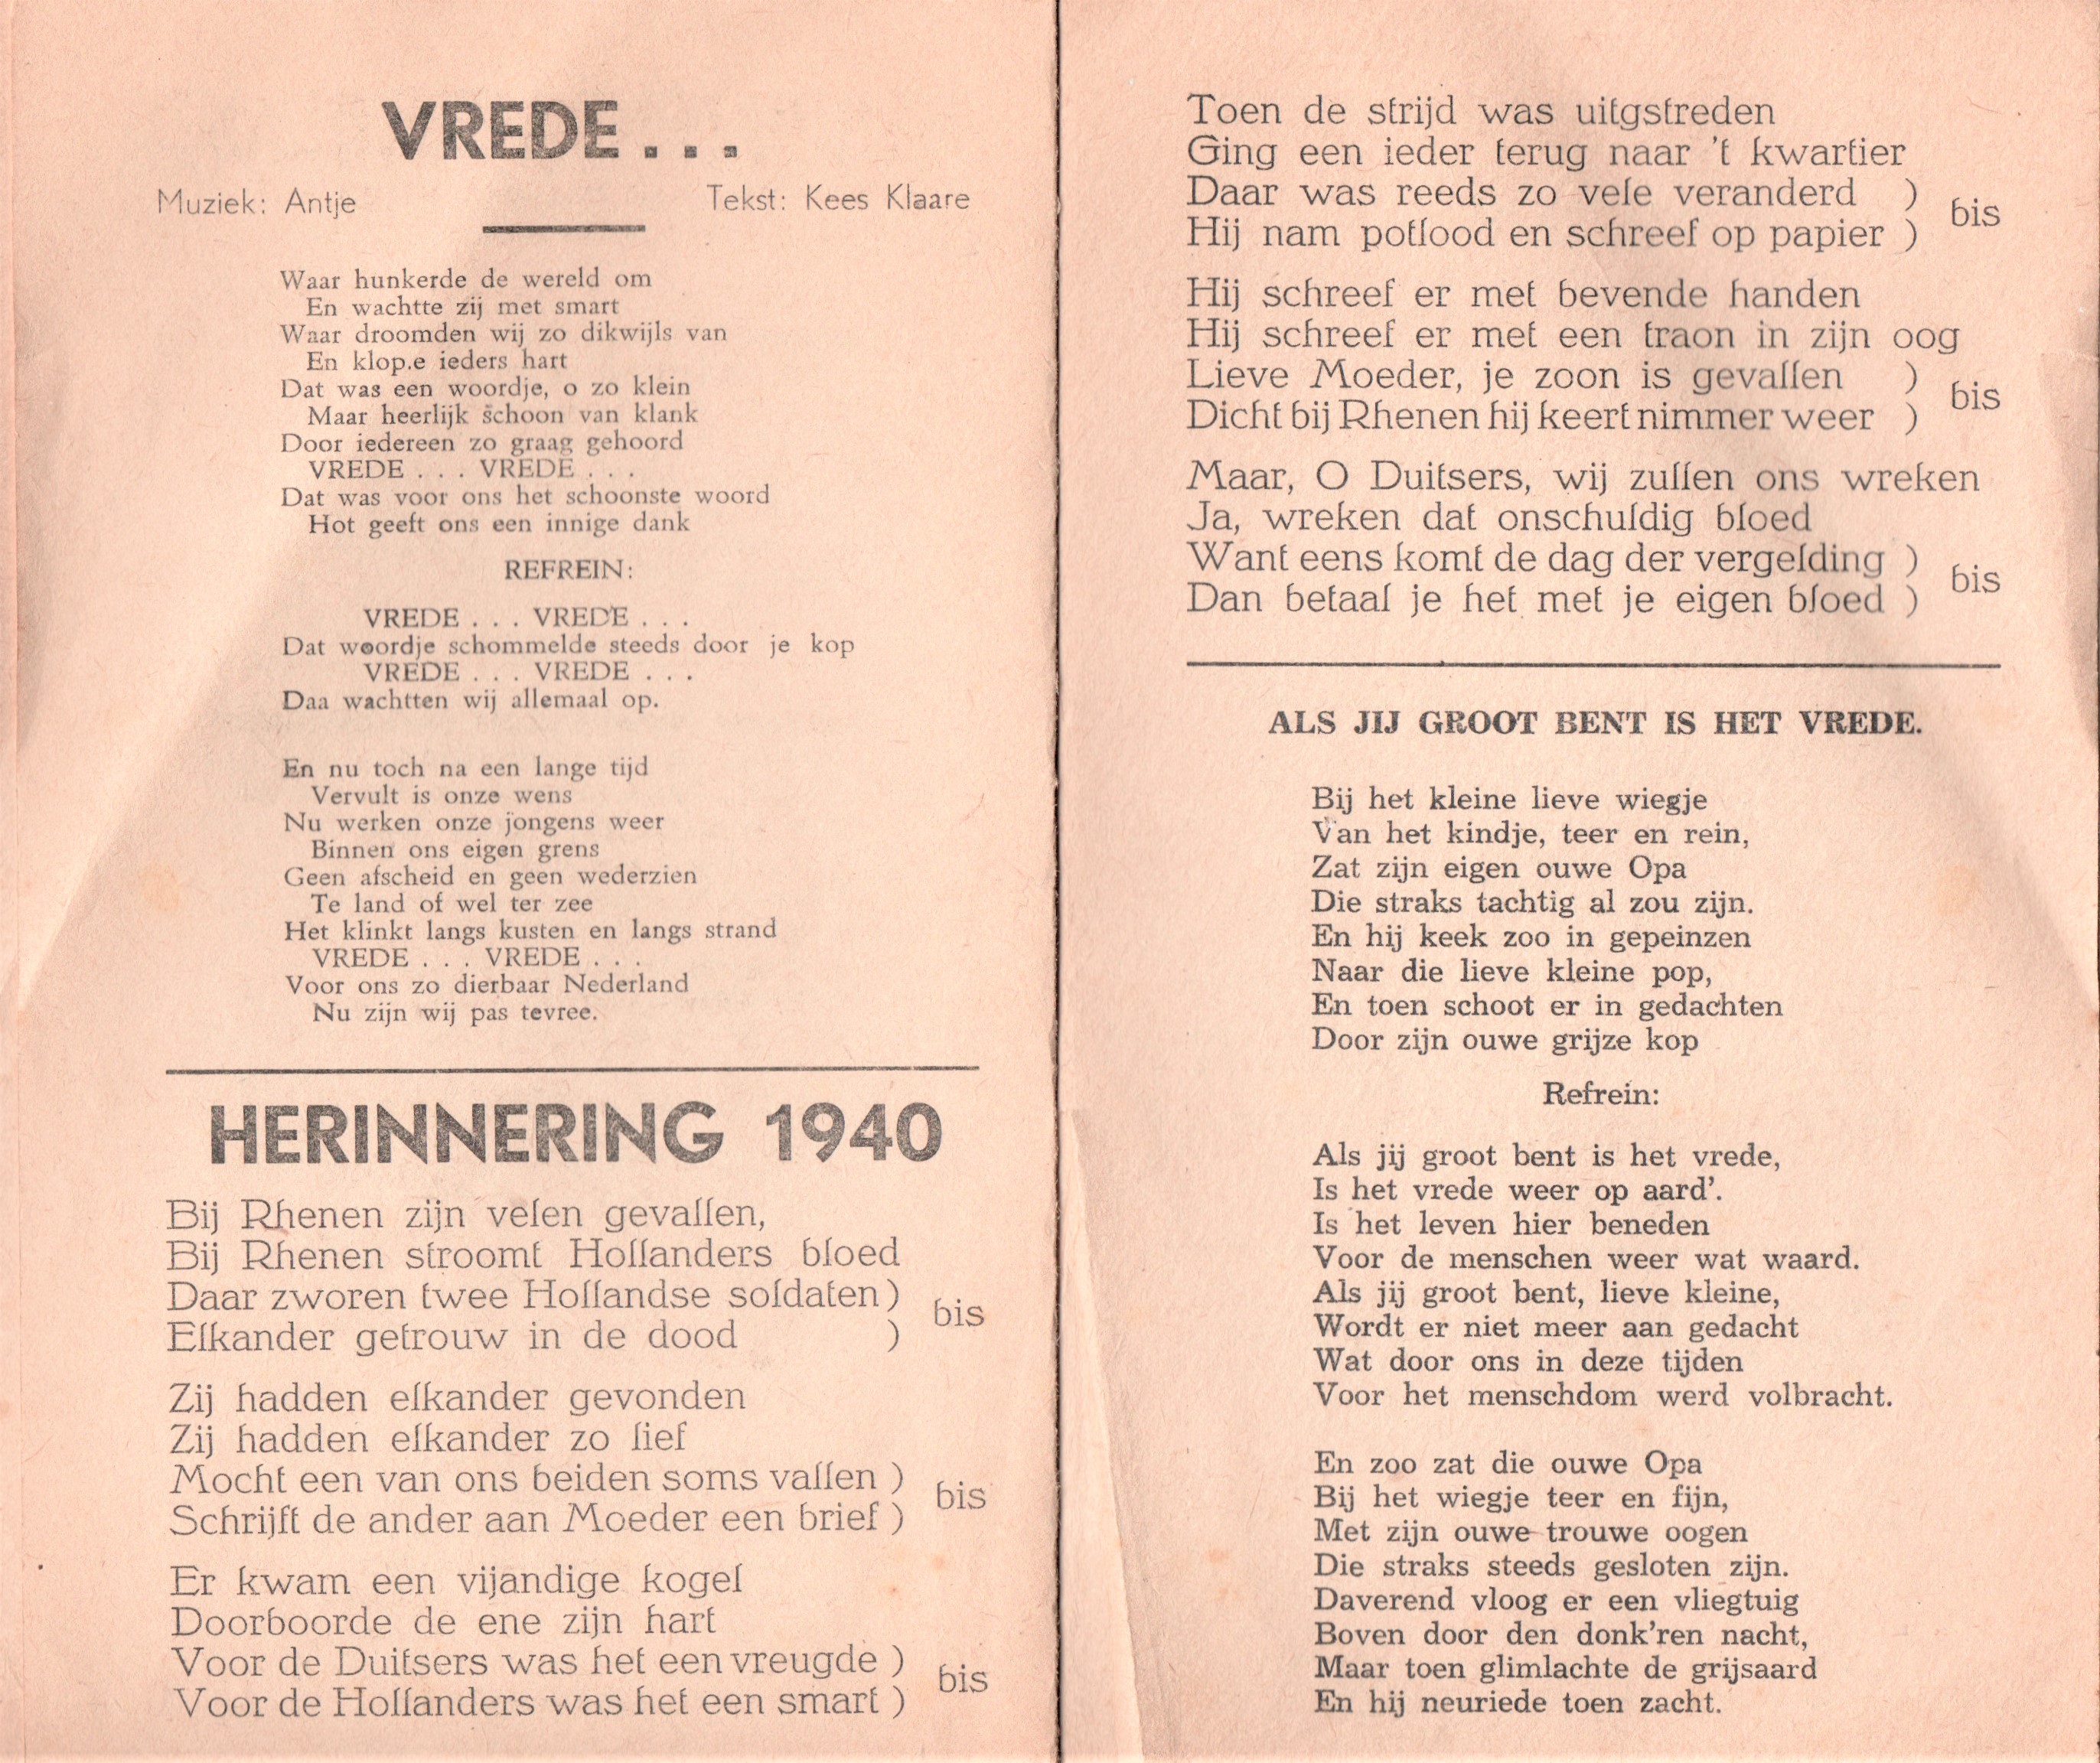 VREDE...
Muziek: Antje Tekst: Kees Klaare
Waar hunkerde de wereld om
En wachtte zij met smart
Waar droomden wij zo dikwijls van
En klop.e ieders hart
Dat was een woordje, o zo klein
Maar heerlijk schoon van klank
Door iedereen zo graag gehoord
VREDE . . . VREDE . . .
Dat was voor ons het schoonste woord
Hot geeft ons een innige dank
REFREIN:
VREDE . . . VREDE . . .
Dat woordje schommelde steeds door je kop
VREDE . . . VREDE . . .
Daa wachtten wij allemaal op.
En nu toch na een lange tijd
Vervult is onze wens
Nu werken onze jongens weer
Binnen ons eigen grens
Geen afscheid en geen wederzien
Te land of wel ter zee
Het klinkt langs kusten en langs strand
VREDE . . . VREDE . . .
Voor ons zo dierbaar Nederland
Nu zijn wij pas tevree.
HERINNERING 1940
Bij Rhenen zijn velen gevallen,
Bij Rhenen stroomt Hollanders bloed
Daar zworen twee Hollandse soldaten )
bis
Elkander getrouw in de dood )
Zij hadden elkander gevonden
Zij hadden elkander zo lief
Mocht een van ons beiden soms vallen )
bis
Schrijft de ander aan Moeder een brief )
Er kwam een vijandige kogel
Doorboorde de ene zijn hart
Voor de Duitsers was het een vreugde )
bis
Voor de Hollanders was het een smart )
Toen de strijd was uitgstreden
Ging een ieder terug naar 't kwartier
Daar was reeds zo vele veranderd )
bis
Hij nam potlood en schreef op papier )
Hij schreef er met bevende handen
Hij schreef er met een traon in zijn oog
Lieve Moeder, je zoon is gevallen )
bis
Dicht bij Rhenen hij keert nimmer weer )
Maar, O Duitsers, wij zullen ons wreken
Ja, wreken dat onschuldig bloed
Want eens komt de dag der vergelding )
bis
Dan betaal je het met je eigen bloed )
ALS JIJ GROOT BENT IS HET VREDE.
Bij het kleine lieve wiegje
Van het kindje, teer en rein,
Zat zijn eigen ouwe Opa
Die straks tachtig al zou zijn.
En hij keek zoo in gepeinzen
Naar die lieve kleine pop,
En toen schoot er in gedachten
Door zijn ouwe grijze kop
Refrein:
Als jij groot bent is het vrede,
Is het vrede weer op aard'.
Is het leven hier beneden
Voor de menschen weer wat waard.
Als jij groot bent, lieve kleine,
Wordt er niet meer aan gedacht
Wat door ons in deze tijden
Voor het menschdom werd volbracht.
En zoo zat die ouwe Opa
Bij het wiegje teer en fijn,
Met zijn ouwe trouwe oogen
Die straks steeds gesloten zijn.
Daverend vloog er een vliegtuig
Boven door den donk'ren nacht,
Maar toen glimlachte de grijsaard
En hij neuriede toen zacht.